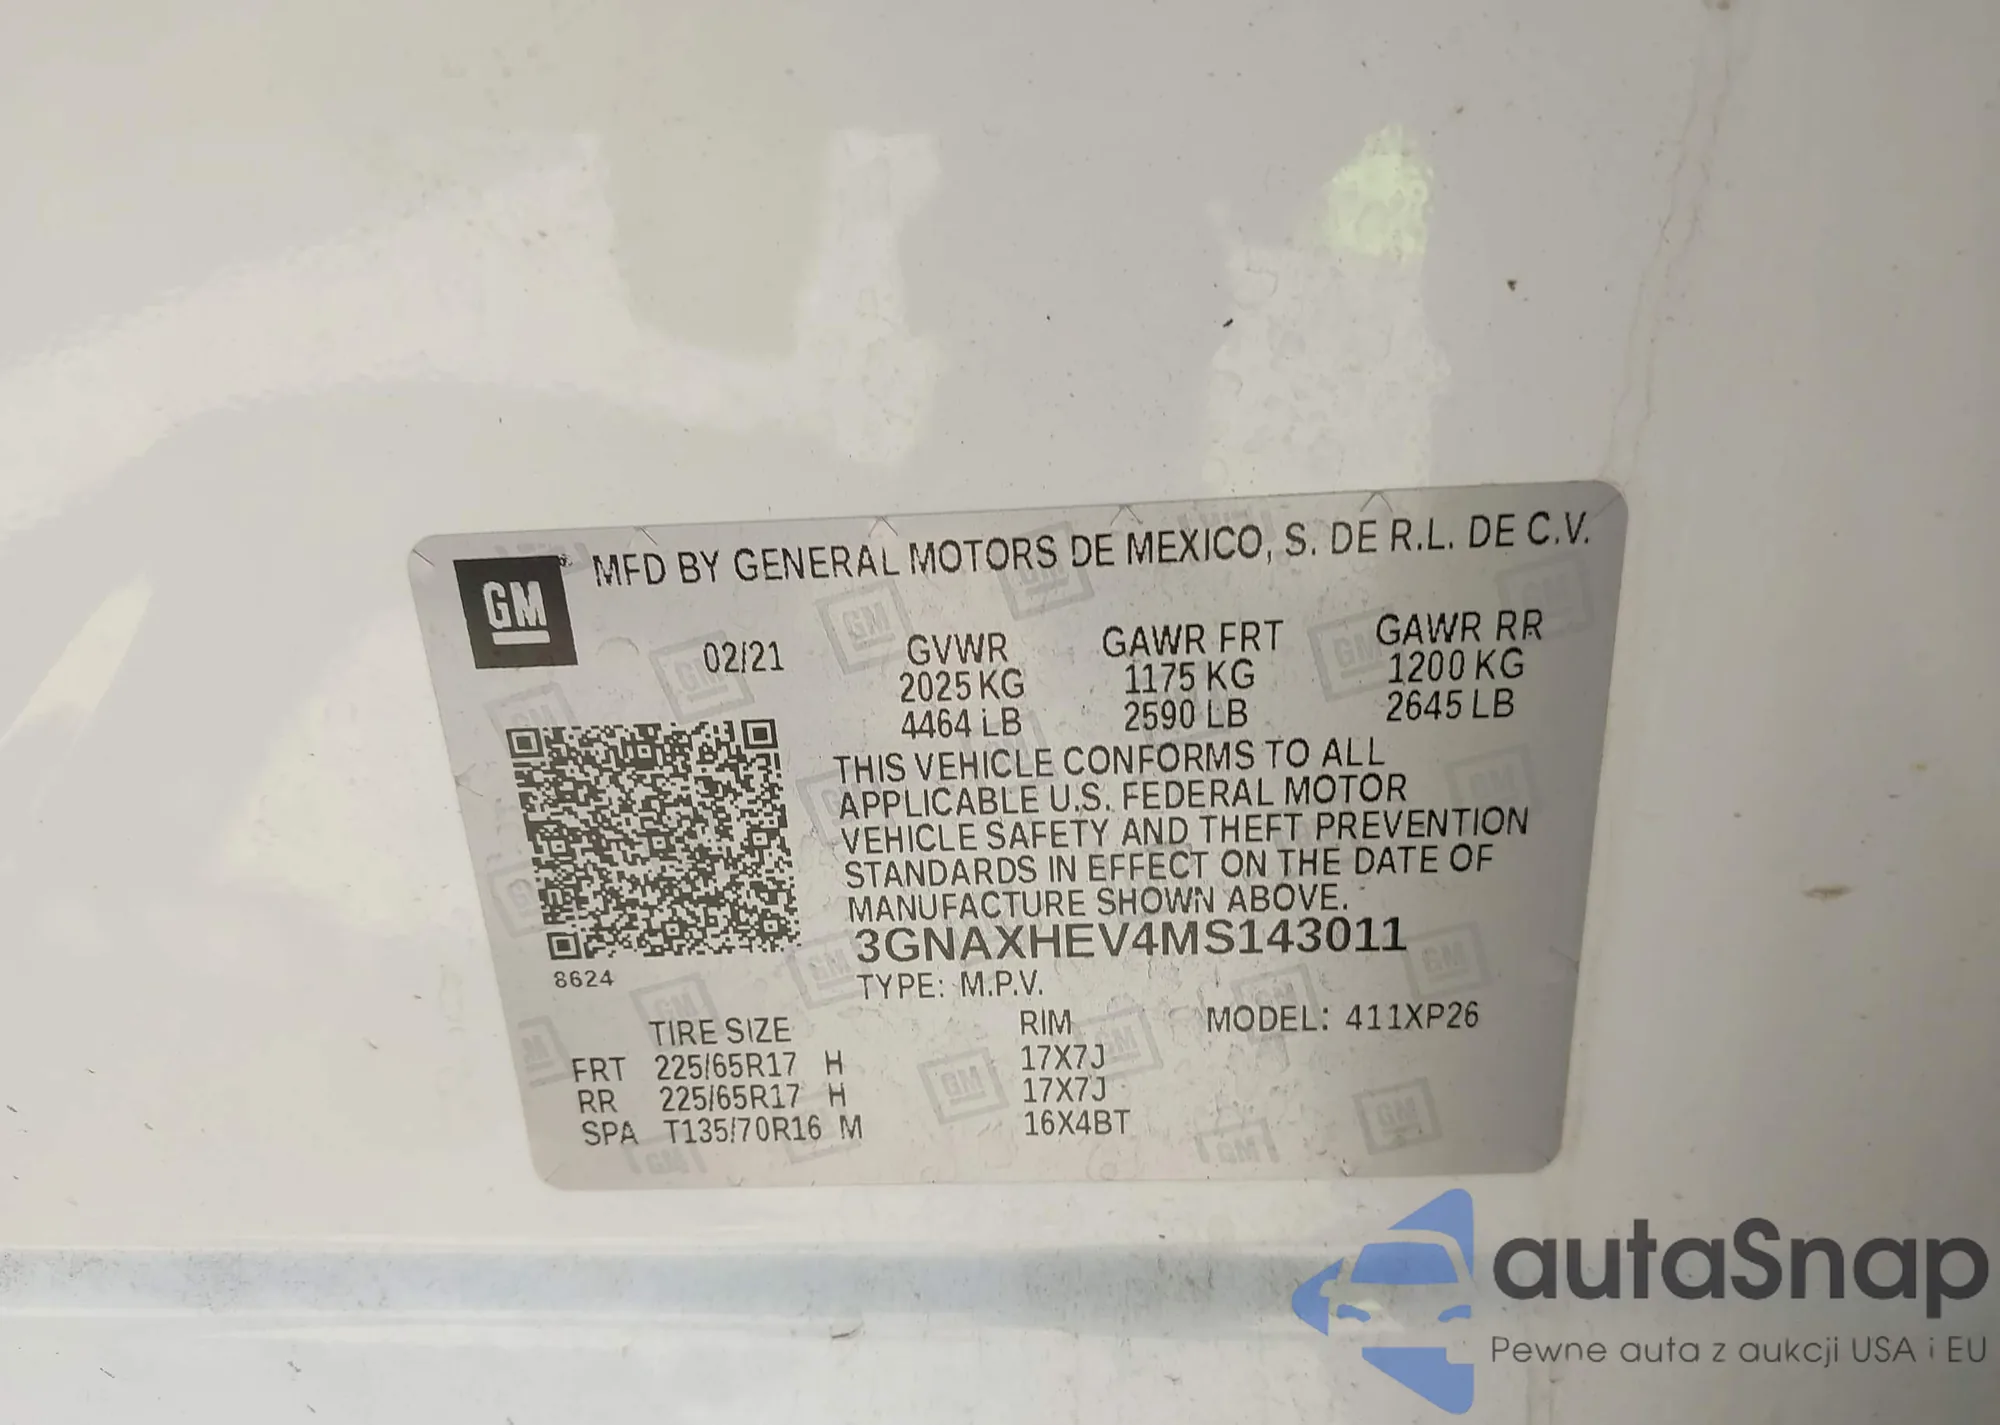 GM
MFD BY GENERAL MOTORS DE MEXICO, S. DE R.L. DE C.V.
02/21
GVWR GAWR FRT GAWR RR
2025 KG 1175 KG 1200 KG
4464 LB 2590 LB 2645 LB
THIS VEHICLE CONFORMS TO ALL
APPLICABLE U.S. FEDERAL MOTOR
VEHICLE SAFETY AND THEFT PREVENTION
STANDARDS IN EFFECT ON THE DATE OF
MANUFACTURE SHOWN ABOVE.
3GNAXHEV4MS143011
8624
TYPE: M.P.V.
TIRE SIZE RIM MODEL: 411XP26
FRT 225/65R17 H 17X7J
RR 225/65R17 H 17X7J
SPA T135/70R16 M 16X4BT
autaSnap
Pewne auta z aukcji USA i EU